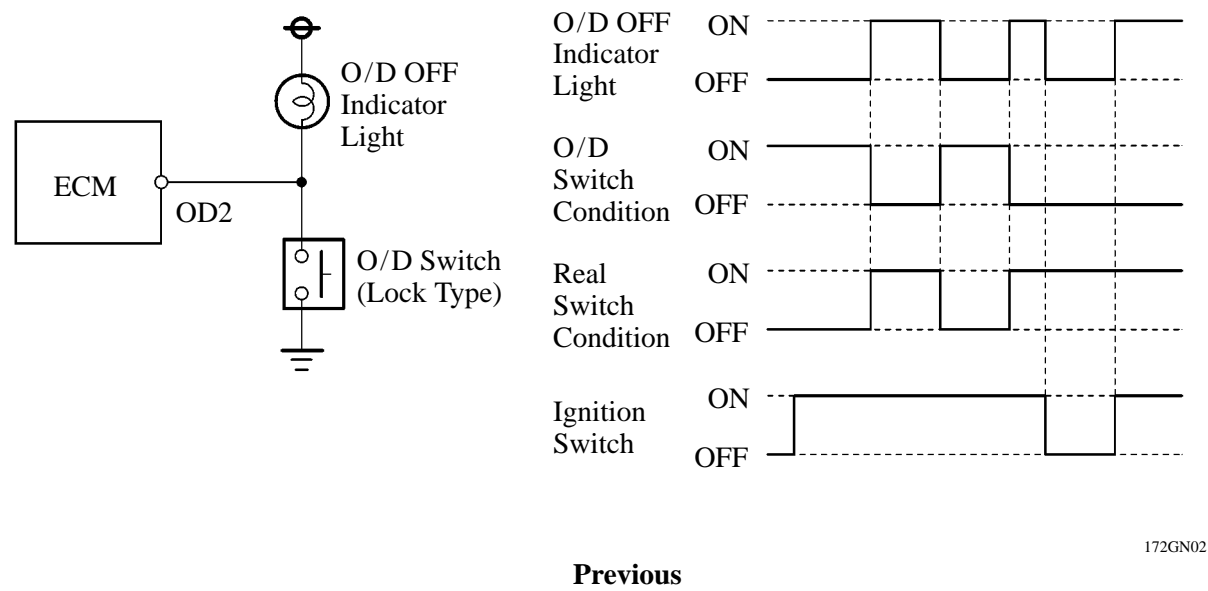 O/D OFF
Indicator
Light
ECM
OD2
O/D Switch
(Lock Type)
O/D OFF
Indicator
Light
ON
OFF
O/D
Switch
Condition
ON
OFF
Real
Switch
Condition
ON
OFF
Ignition
Switch
ON
OFF
172GN02
Previous